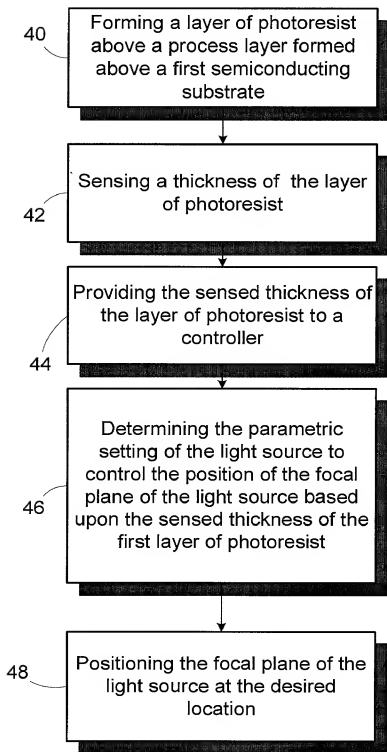 40
Forming a layer of photoresist
above a process layer formed
above a first semiconducting
substrate
42
Sensing a thickness of the layer
of photoresist
44
Providing the sensed thickness of
the layer of photoresist to a
controller
46
Determining the parametric
setting of the light source to
control the position of the focal
plane of the light source based
upon the sensed thickness of the
first layer of photoresist
48
Positioning the focal plane of the
light source at the desired
location